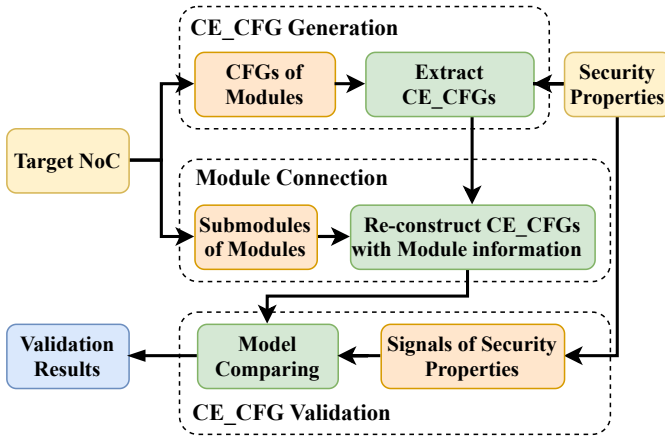 CE_CFG Generation
CFGs of
Modules
Extract
CE_CFGs
Security
Properties
Target NoC
Module Connection
Submodules
of Modules
Re-construct CE_CFGs
with Module information
Validation
Results
Model
Comparing
Signals of Security
Properties
CE_CFG Validation